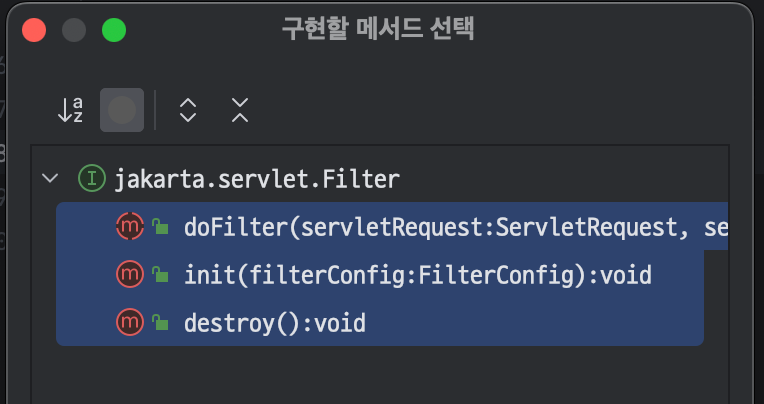 구현할 메서드 선택
a
z
jakarta.servlet.Filter
doFilter(servletRequest:ServletRequest, se
init(filterConfig:FilterConfig):void
destroy():void